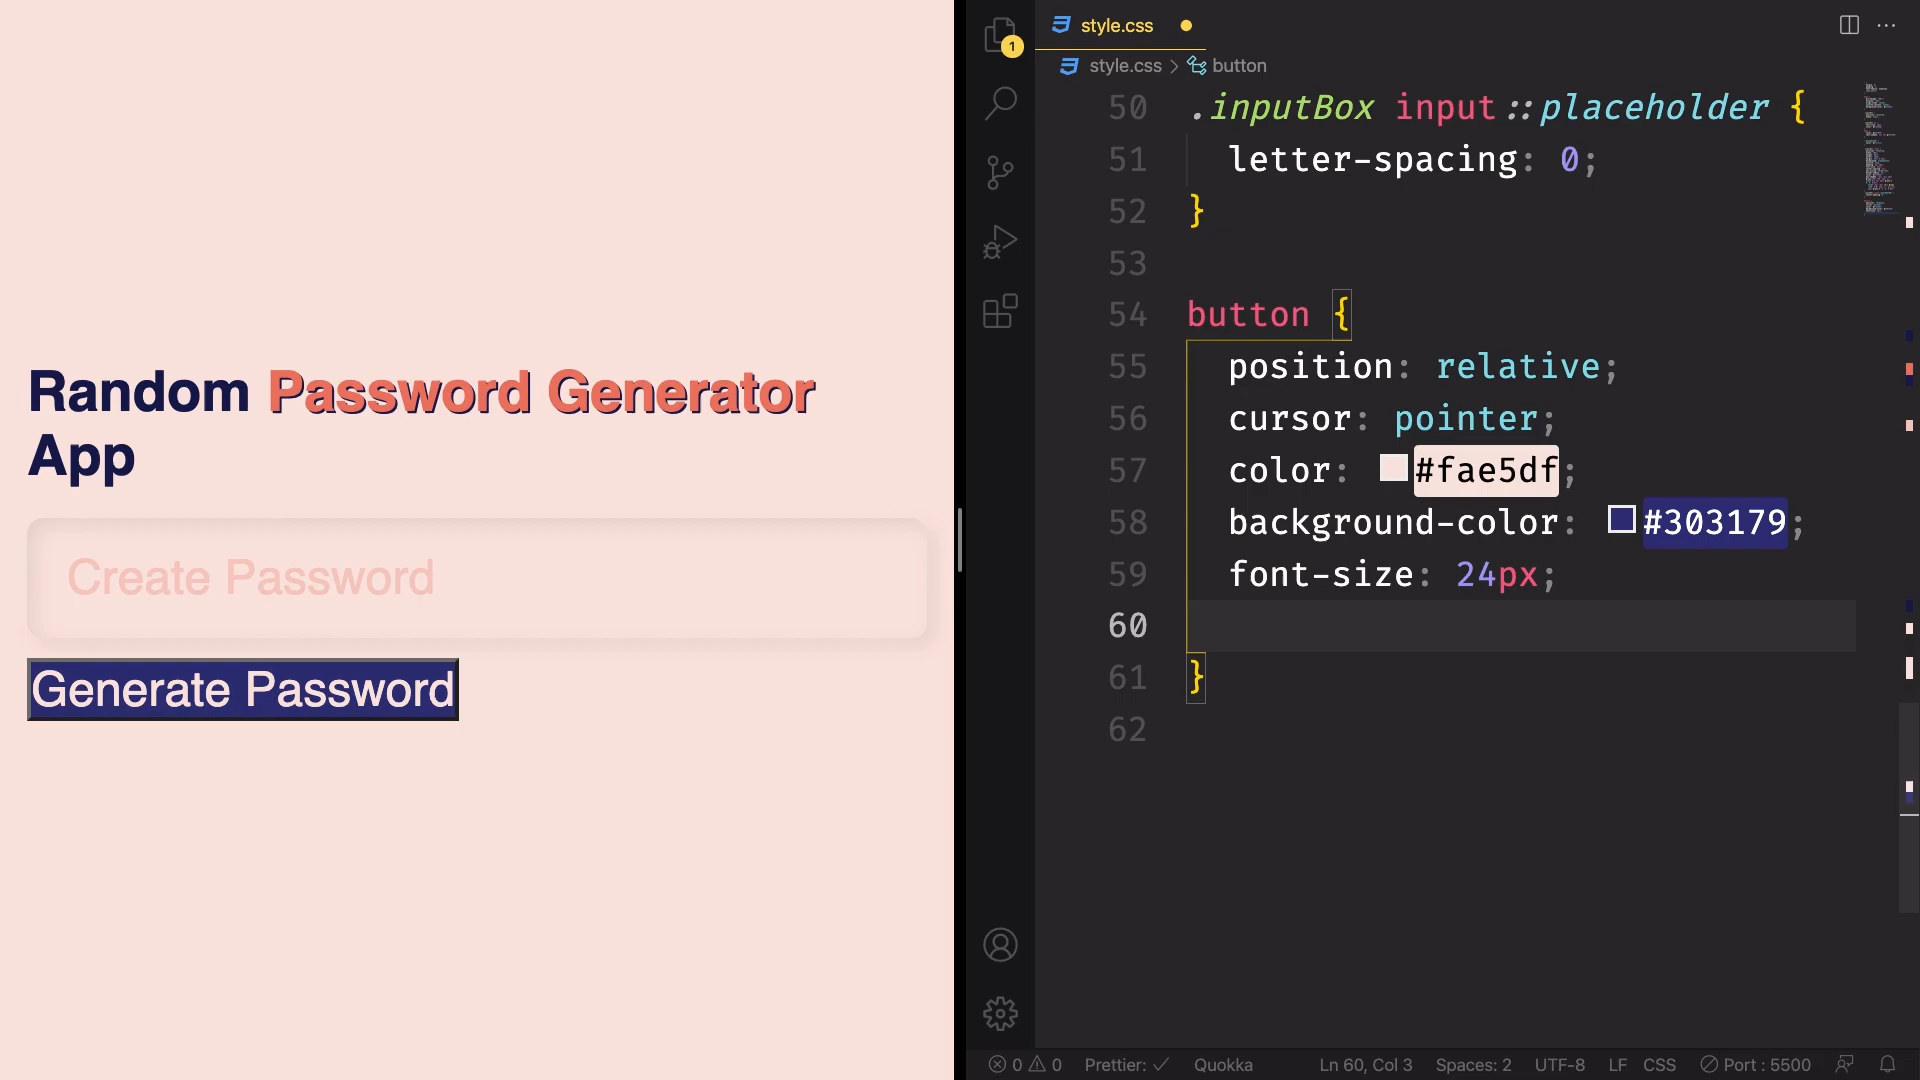 Random Password Generator
App
Create Password
Generate Password
1
style.css
style.css > button
50 .inputBox input::placeholder {
51 letter-spacing: 0;
52 }
53
54 button {
55 position: relative;
56 cursor: pointer;
57 color: #fae5df;
58 background-color: #303179;
59 font-size: 24px;
60
61 }
62
0 0 Prettier: ✓ Quokka Ln 60, Col 3 Spaces: 2 UTF-8 LF CSS Port : 5500